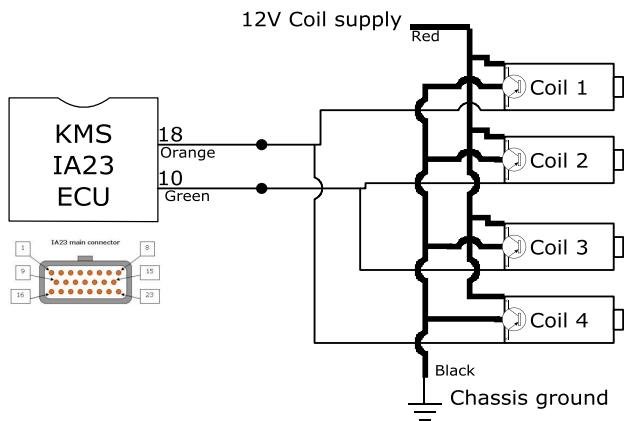 12V Coil supply
Red
Coil 1
KMS
IA23
ECU
18
Orange
10
Green
Coil 2
IA23 main connector
1
8
9
15
16
23
Coil 3
Coil 4
Black
Chassis ground